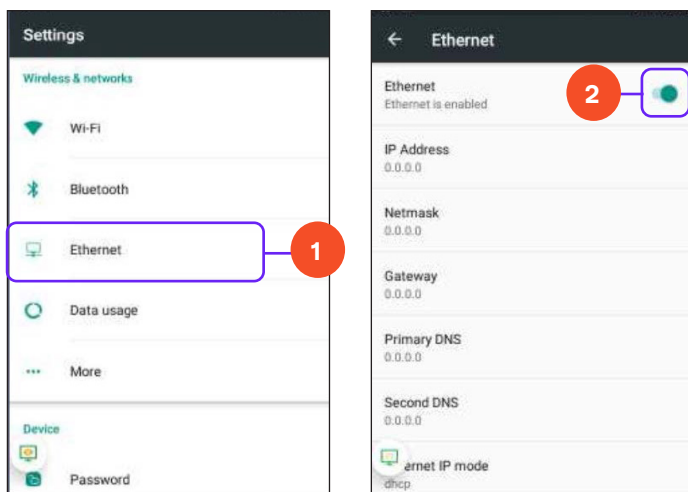 Settings
Wireless & networks
Wi-Fi
Bluetooth
Ethernet
1
Data usage
More
Device
Password
Ethernet
Ethernet
Ethernet is enabled
2
IP Address
0.0.0.0
Netmask
0.0.0.0
Gateway
0.0.0.0
Primary DNS
0.0.0.0
Second DNS
0.0.0.0
ernet IP mode
dhcp